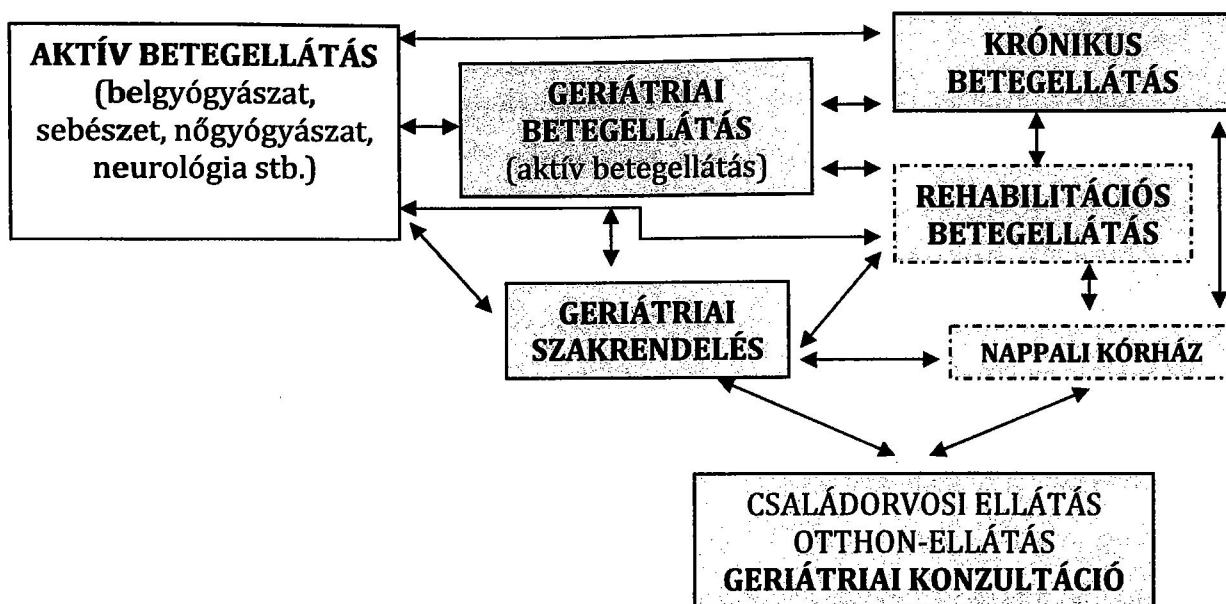 AKTÍV BETEGELLÁTÁS
(belgyógyászat,
sebészet, nőgyógyászat,
neurológia stb.)
GERIÁTRIAI
BETEGELLÁTÁS
(aktív betegellátás)
KRÓNIKUS
BETEGELLÁTÁS
REHABILITÁCIÓS
BETEGELLÁTÁS
GERIÁTRIAI
SZAKRENDELÉS
NAPPALI KÓRHÁZ
CSALÁDORVOSI ELLÁTÁS
OTTHON-ELLÁTÁS
GERIÁTRIAI KONZULTÁCIÓ